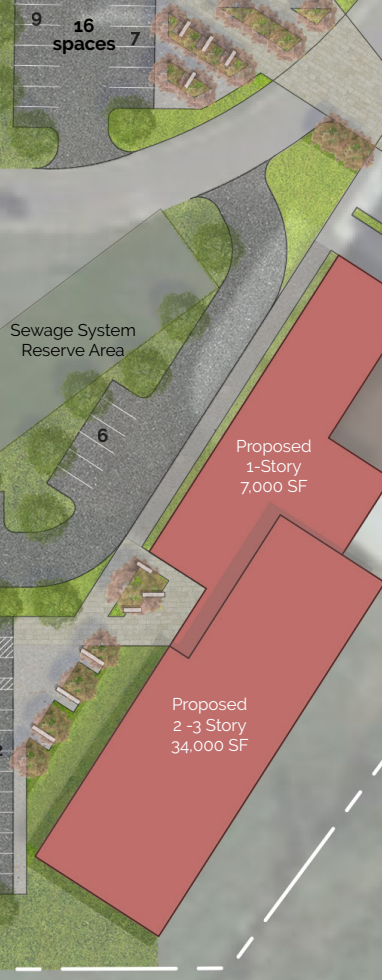 9
16
spaces
7
Sewage System
Reserve Area
6
Proposed
1-Story
7,000 SF
Proposed
2 -3 Story
34,000 SF